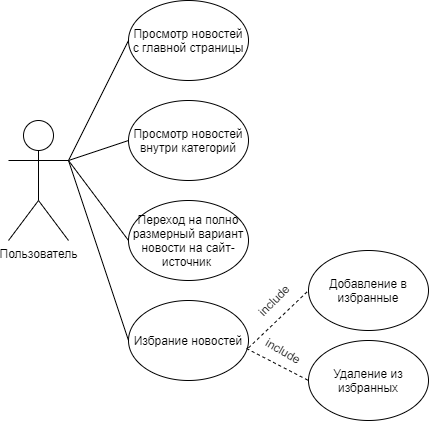 Просмотр новостей
с главной страницы
Просмотр новостей
внутри категорий
Переход на полно
размерный вариант
новости на сайт-
источник
Пользователь
Добавление в
избранные
include
Избрание новостей
include
Удаление из
избранных